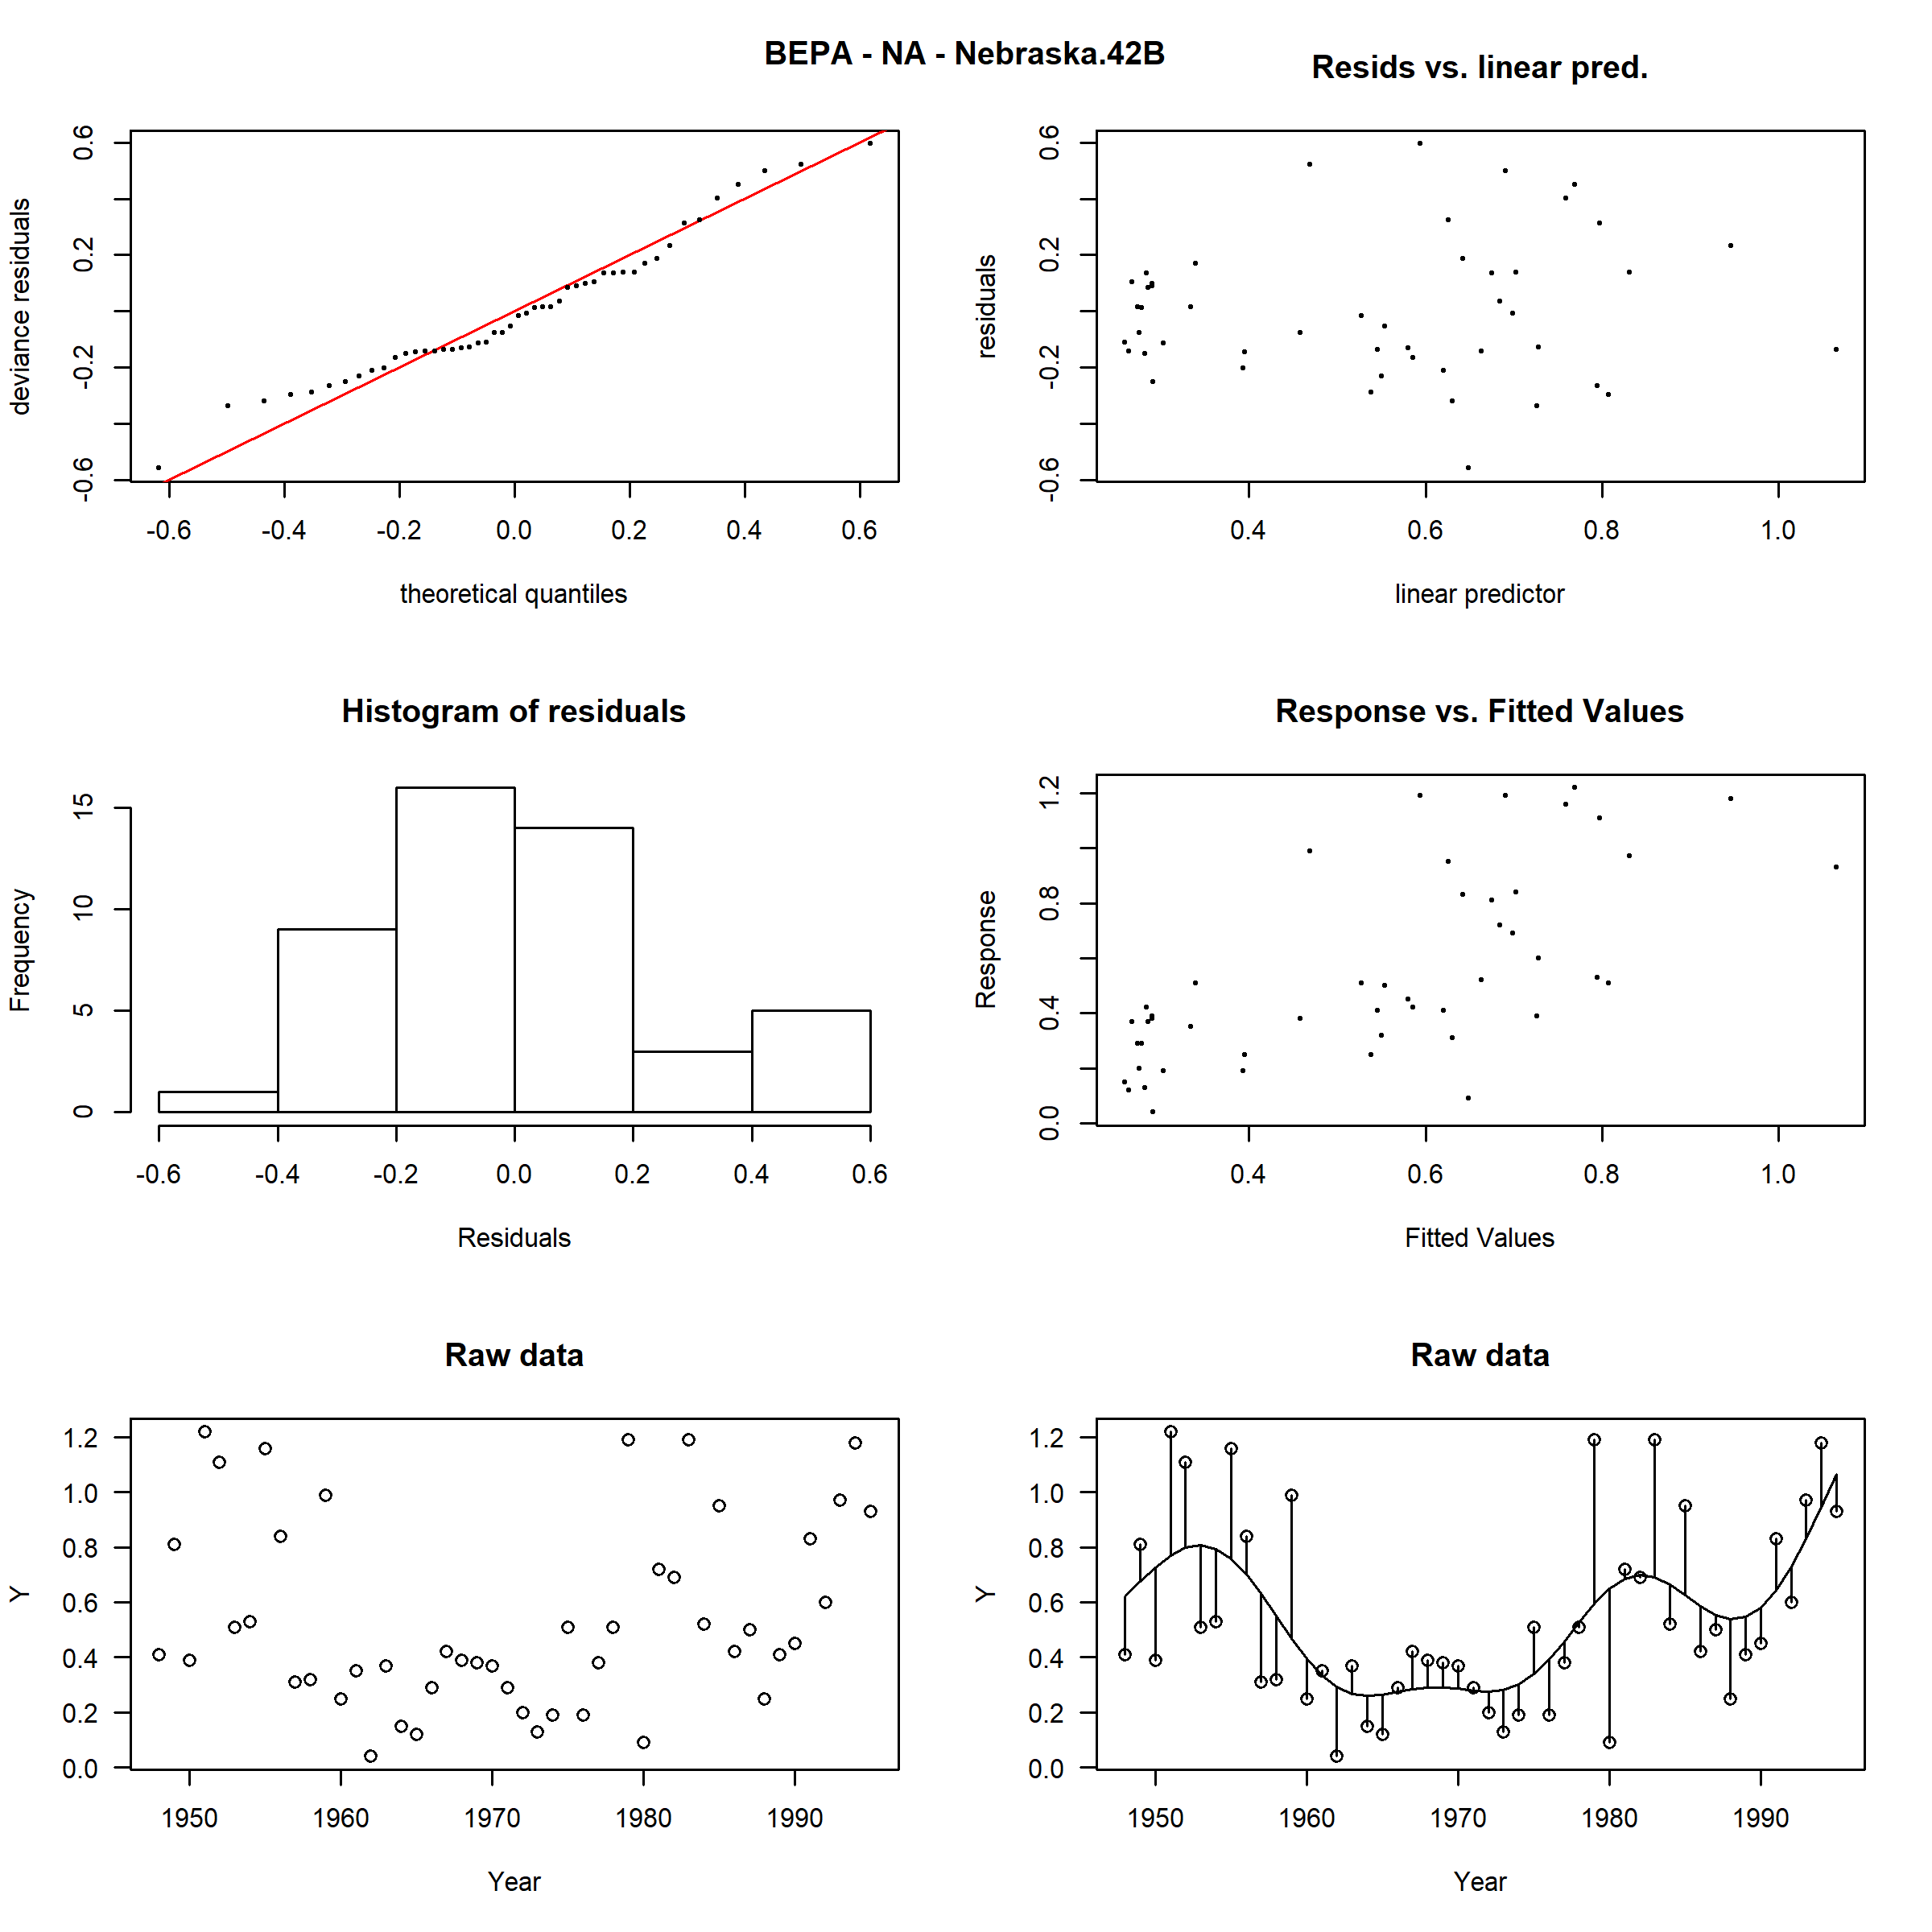 BEPA - NA - Nebraska.42B
Resids vs. linear pred.
deviance residuals
-0.6 -0.2 0.2 0.6
-0.6 -0.4 -0.2 0.0 0.2 0.4 0.6
theoretical quantiles
residuals
-0.6 -0.2 0.2 0.6
0.4 0.6 0.8 1.0
linear predictor
Histogram of residuals
Frequency
0 5 10 15
-0.6 -0.4 -0.2 0.0 0.2 0.4 0.6
Residuals
Response vs. Fitted Values
Response
0.0 0.4 0.8 1.2
0.4 0.6 0.8 1.0
Fitted Values
Raw data
Y
1.2
1.0
0.8
0.6
0.4
0.2
0.0
1950 1960 1970 1980 1990
Year
Raw data
Y
1.2
1.0
0.8
0.6
0.4
0.2
0.0
1950 1960 1970 1980 1990
Year